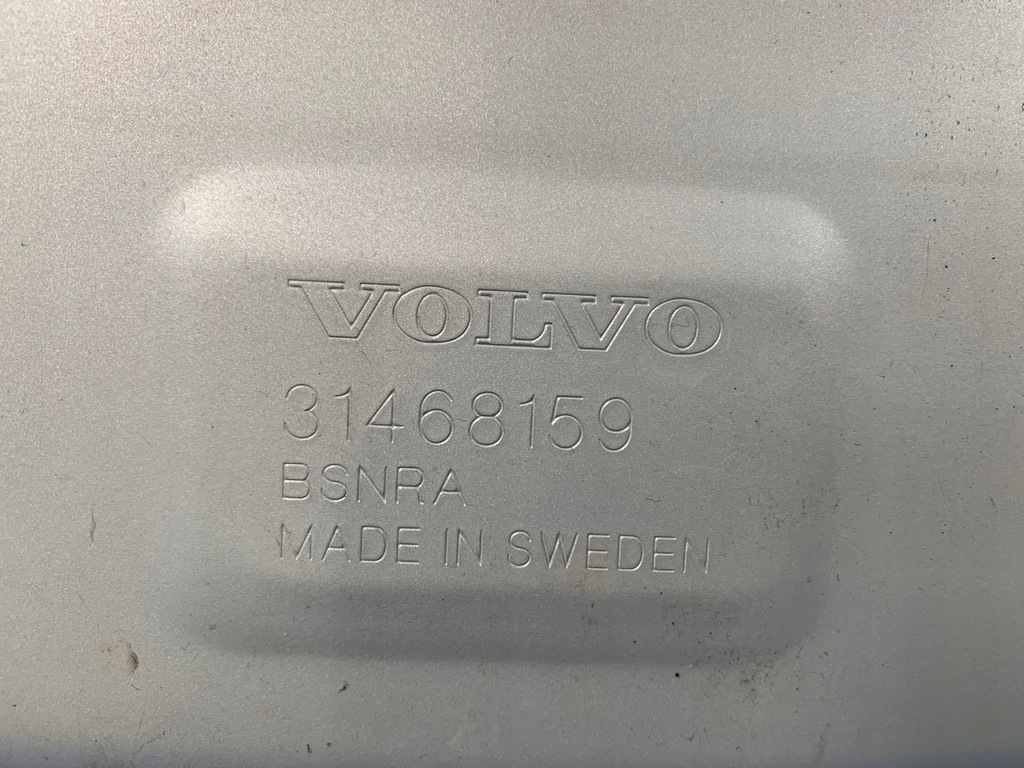 VOLVO
31468159
BSNRA
MADE IN SWEDEN